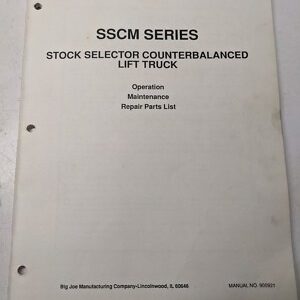 SSCM SERIES
STOCK SELECTOR COUNTERBALANCED
LIFT TRUCK
Operation
Maintenance
Repair Parts List
Big Joe Manufacturing Company-Lincolnwood, IL 60646
MANUAL NO. 900921